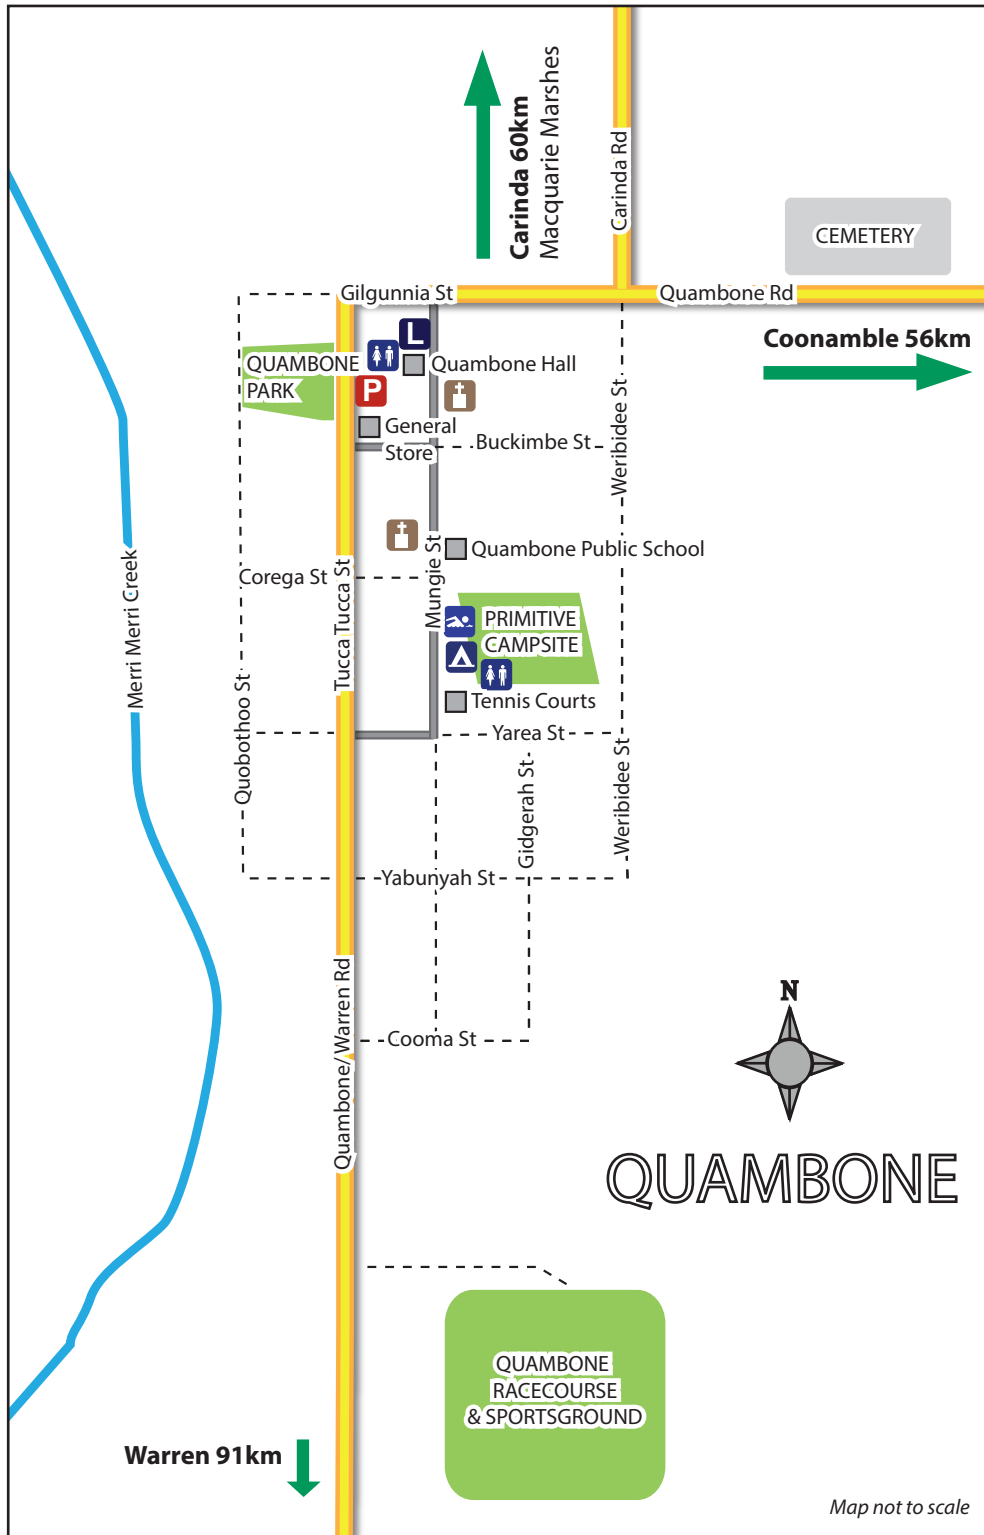 Carinda 60km
Macquarie Marshes
Carinda Rd
CEMETERY
Gilgunnia St
Quambone Rd
Coonamble 56km
L
QUAMBONE
PARK
Quambone Hall
P
General
Store
Buckimbe St
Weribidee St
Quambone Public School
Mungie St
Corega St
Tucca Tucca St
Merri Merri Creek
PRIMITIVE
CAMPSITE
Tennis Courts
Quobothoo St
Yarea St
Gidgerah St
Weribidee St
Yabunyah St
Quambone/Warren Rd
Cooma St
N
QUAMBONE
QUAMBONE
RACECOURSE
& SPORTSGROUND
Warren 91km
Map not to scale